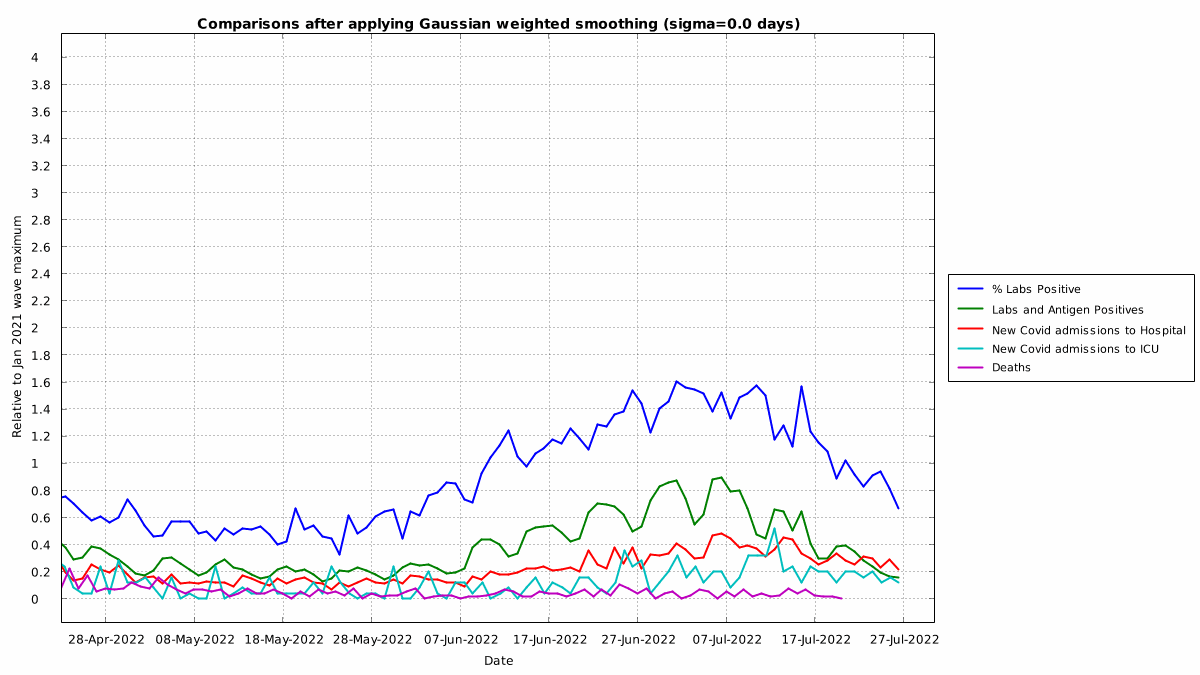 Comparisons after applying Gaussian weighted smoothing (sigma=0.0 days)
4
3.8
3.6
3.4
3.2
3
2.8
2.6
2.4
2.2
2
1.8
1.6
1.4
1.2
1
0.8
0.6
0.4
0.2
0
Relative to Jan 2021 wave maximum
28-Apr-2022 08-May-2022 18-May-2022 28-May-2022 07-Jun-2022 17-Jun-2022 27-Jun-2022 07-Jul-2022 17-Jul-2022 27-Jul-2022
Date
% Labs Positive
Labs and Antigen Positives
New Covid admissions to Hospital
New Covid admissions to ICU
Deaths